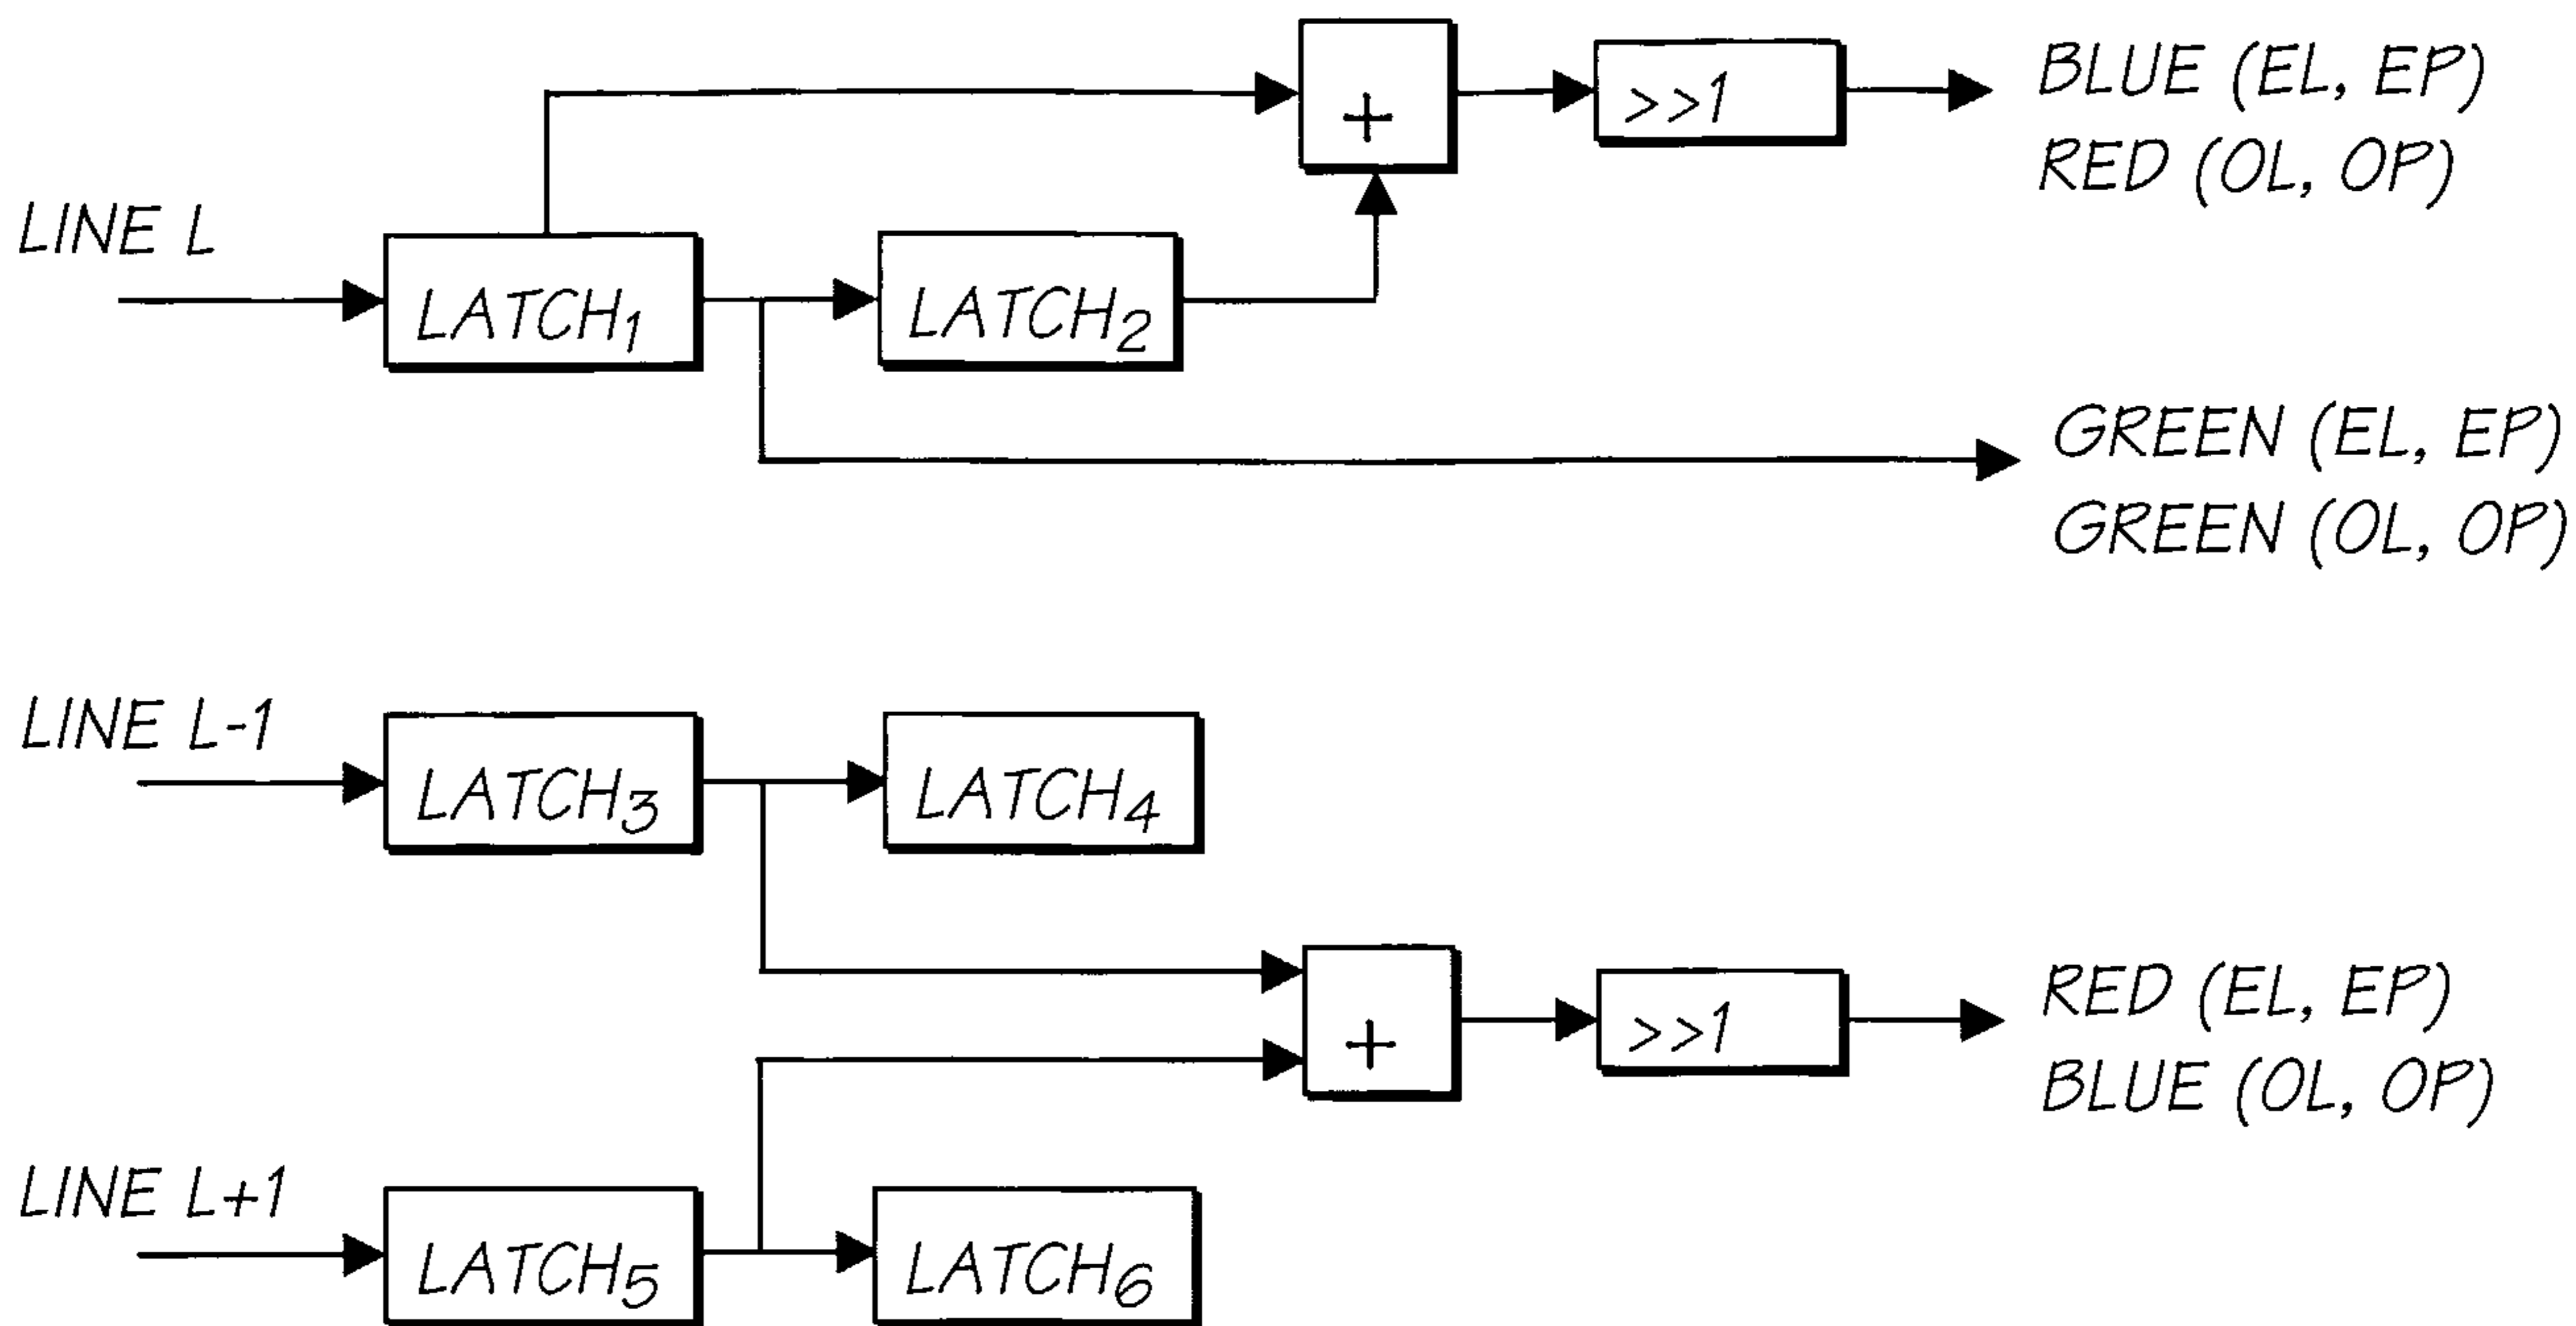 BLUE (EL, EP)
+
>>1
RED (OL, OP)
LINE L
LATCH1
LATCH2
GREEN (EL, EP)
GREEN (OL, OP)
LINE L-1
LATCH3
LATCH4
RED (EL, EP)
+
>>1
BLUE (OL, OP)
LINE L+1
LATCH5
LATCH6